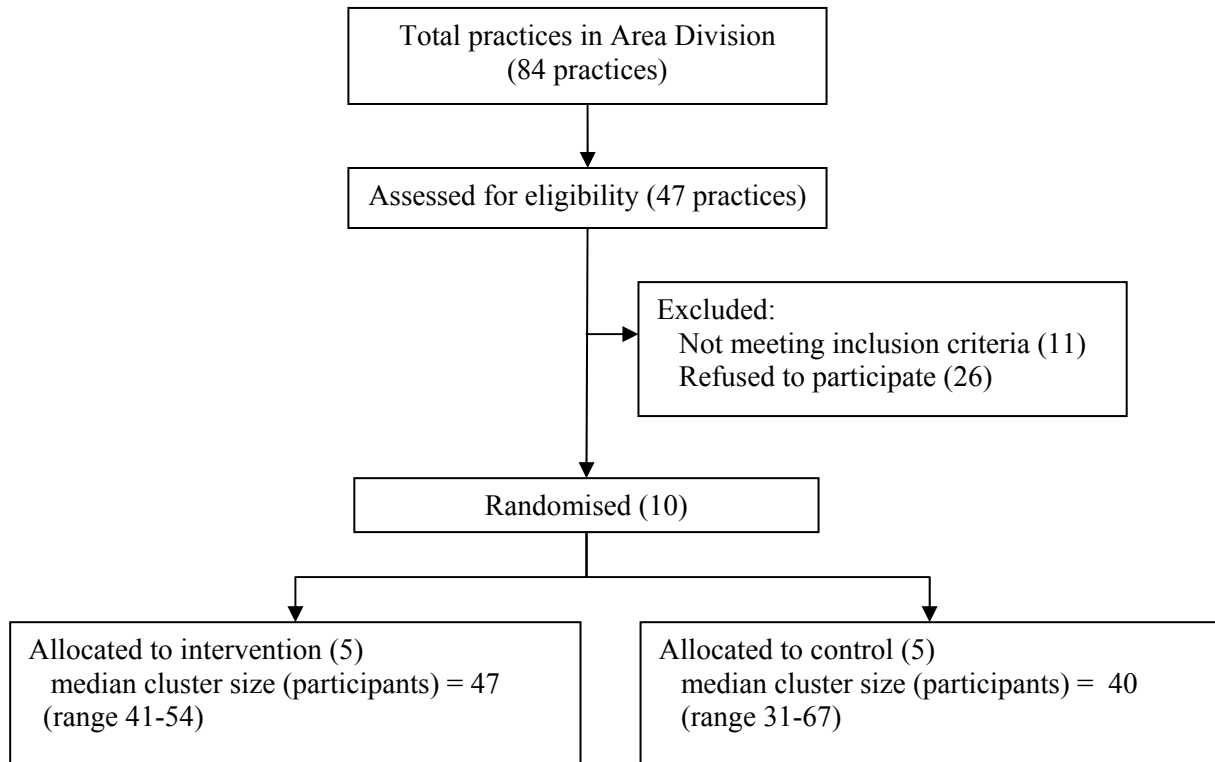 Total practices in Area Division
(84 practices)
Assessed for eligibility (47 practices)
Excluded:
Not meeting inclusion criteria (11)
Refused to participate (26)
Randomised (10)
Allocated to intervention (5)
median cluster size (participants) = 47
(range 41-54)
Allocated to control (5)
median cluster size (participants) = 40
(range 31-67)